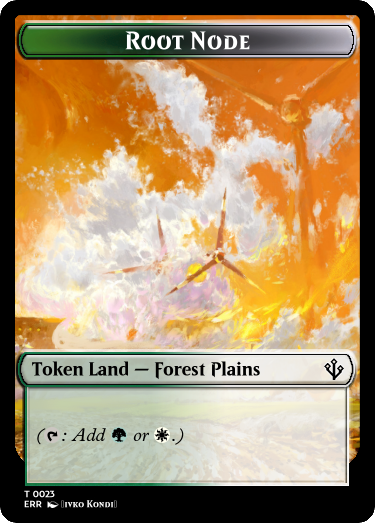 Root Node
Token Land — Forest Plains
(: Add or .)
T 0023
ERR ivko Kondi